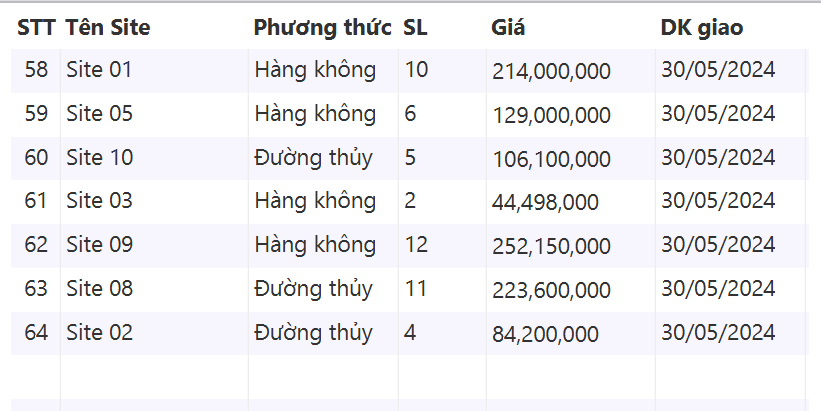 STT Tên Site Phương thức SL Giá DK giao
58 Site 01 Hàng không 10 214,000,000 30/05/2024
59 Site 05 Hàng không 6 129,000,000 30/05/2024
60 Site 10 Đường thủy 5 106,100,000 30/05/2024
61 Site 03 Hàng không 2 44,498,000 30/05/2024
62 Site 09 Hàng không 12 252,150,000 30/05/2024
63 Site 08 Đường thủy 11 223,600,000 30/05/2024
64 Site 02 Đường thủy 4 84,200,000 30/05/2024